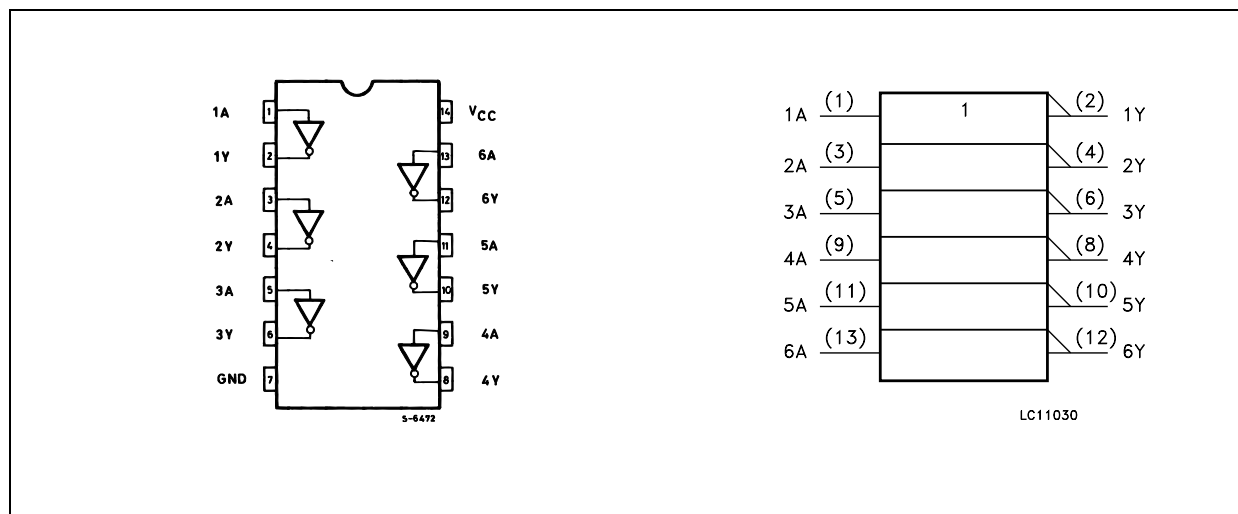 1A 1 14 VCC
1Y 2 13 6A
2A 3 12 6Y
2Y 4 11 5A
3A 5 10 5Y
3Y 6 9 4A
GND 7 8 4Y
S-6472
1A (1) 1 (2) 1Y
2A (3) (4) 2Y
3A (5) (6) 3Y
4A (9) (8) 4Y
5A (11) (10) 5Y
6A (13) (12) 6Y
LC11030